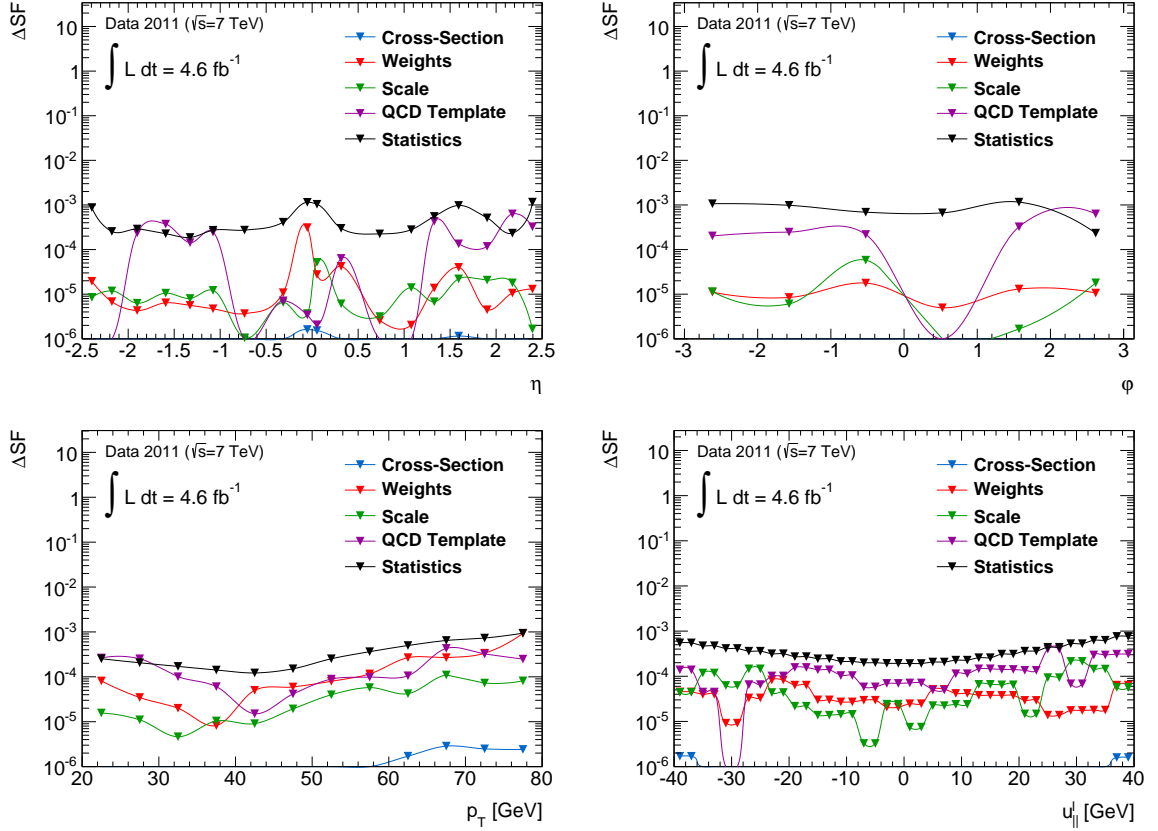 ΔSF
Data 2011 (√s=7 TeV)
∫ L dt = 4.6 fb⁻¹
Cross-Section
Weights
Scale
QCD Template
Statistics
10
1
10⁻¹
10⁻²
10⁻³
10⁻⁴
10⁻⁵
10⁻⁶
-2.5 -2 -1.5 -1 -0.5 0 0.5 1 1.5 2 2.5
η
ΔSF
Data 2011 (√s=7 TeV)
∫ L dt = 4.6 fb⁻¹
Cross-Section
Weights
Scale
QCD Template
Statistics
10
1
10⁻¹
10⁻²
10⁻³
10⁻⁴
10⁻⁵
10⁻⁶
-3 -2 -1 0 1 2 3
φ
ΔSF
Data 2011 (√s=7 TeV)
∫ L dt = 4.6 fb⁻¹
Cross-Section
Weights
Scale
QCD Template
Statistics
10
1
10⁻¹
10⁻²
10⁻³
10⁻⁴
10⁻⁵
10⁻⁶
20 30 40 50 60 70 80
p_T [GeV]
ΔSF
Data 2011 (√s=7 TeV)
∫ L dt = 4.6 fb⁻¹
Cross-Section
Weights
Scale
QCD Template
Statistics
10
1
10⁻¹
10⁻²
10⁻³
10⁻⁴
10⁻⁵
10⁻⁶
-40 -30 -20 -10 0 10 20 30 40
u_||^l [GeV]